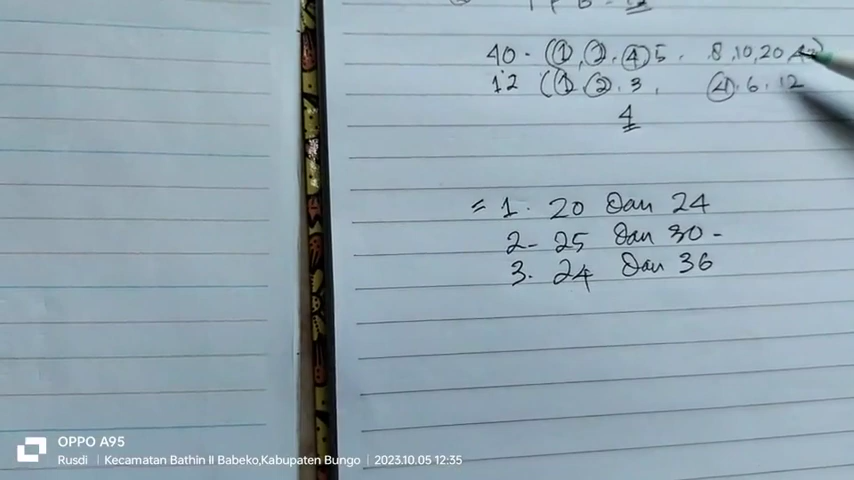 40 - (1, 2, 4, 5, 8, 10, 20, 40)
12 (1, 2, 3, 4, 6, 12
4
= 1. 20 Dan 24
2- 25 Dan 30 -
3. 24 Dan 36
OPPO A95
Rusdi | Kecamatan Bathin II Babeko,Kabupaten Bungo | 2023.10.05 12:35